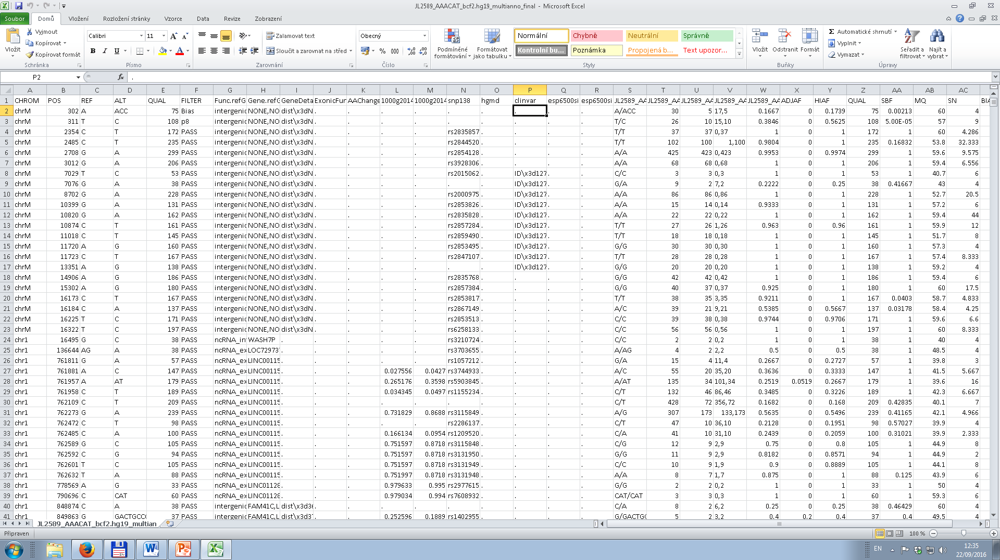 JL2589_AAACAT_bcf2.hg19_multianno_final - Microsoft Excel
Soubor Domů Vložení Rozložení stránky Vzorce Data Revize Zobrazení
Vložit Vyjmout Kopírovat Kopírovat formát Schránka
Calibri 11 B I U Písmo
Zalamovat text Sloučit a zarovnat na střed Zarovnání
Obecný % 000 Číslo
Podmíněné formátování Formátovat jako tabulku Normální Chybně Neutrální Správně
Kontrolní bu... Poznámka Propojená b... Text upozor... Styly
Vložit Odstranit Formát Buňky
Σ Automatické shrnutí Vyplnit Vymazat Seřadit a filtrovat Najít a vybrat Úpravy
P2 fx .
A B C D E F G H I J K L M N O P Q R S T U V W X Y Z AA AB AC
1 CHROM POS REF ALT QUAL FILTER Func.refG Gene.refG GeneDeta ExonicFun AAChange 1000g2014 1000g2014 snp138 hgmd clinvar esp6500si esp6500si JL2589_AA JL2589_AA JL2589_AA JL2589_AA JL2589_AA ADJAF HIAF QUAL SBF MQ SN BIA
2 chrM 302 A ACC 75 Bias intergenic NONE,NO dist\x3dN . . . . . . . . . A/ACC 30 5 17,5 0.1667 0 0.1739 75 0.00213 60 4
3 chrM 311 T C 108 p8 intergenic NONE,NO dist\x3dN . . . . . . . . . T/C 26 10 15,10 0.3846 0 0.5625 108 5.00E-05 57 9
4 chrM 2354 C T 172 PASS intergenic NONE,NO dist\x3dN . . . . rs2835857 . . . . T/T 37 37 0,37 1 0 1 172 1 60 4.286
5 chrM 2485 C T 235 PASS intergenic NONE,NO dist\x3dN . . . . rs2844520 . . . . T/T 102 100 1,100 0.9804 0 1 235 0.16832 53.8 32.333
6 chrM 2708 G A 299 PASS intergenic NONE,NO dist\x3dN . . . . rs2854128 . . . . A/A 425 423 0,423 0.9953 0 0.9974 299 1 59.6 9.575
7 chrM 3012 G A 206 PASS intergenic NONE,NO dist\x3dN . . . . rs3928306 . . . . A/A 68 68 0,68 1 0 1 206 1 59.4 6.556
8 chrM 7029 T C 53 PASS intergenic NONE,NO dist\x3dN . . . . rs2015062 . ID\x3d127 . . C/C 3 3 0,3 1 0 1 53 1 40.7 6
9 chrM 7076 G A 38 PASS intergenic NONE,NO dist\x3dN . . . . . . ID\x3d127 . . G/A 9 2 7,2 0.2222 0 0.25 38 0.41667 43 4
10 chrM 8702 G A 228 PASS intergenic NONE,NO dist\x3dN . . . . rs2000975 . ID\x3d127 . . A/A 86 86 0,86 1 0 1 228 1 52.7 20.5
11 chrM 10399 G A 131 PASS intergenic NONE,NO dist\x3dN . . . . rs2853826 . ID\x3d127 . . A/A 15 14 0,14 0.9333 0 1 131 1 57.2 6
12 chrM 10820 G A 162 PASS intergenic NONE,NO dist\x3dN . . . . rs2835828 . ID\x3d127 . . A/A 22 22 0,22 1 0 1 162 1 59.4 44
13 chrM 10874 C T 161 PASS intergenic NONE,NO dist\x3dN . . . . rs2857284 . ID\x3d127 . . T/T 27 26 1,26 0.963 0 0.96 161 1 59.9 12
14 chrM 11018 C T 145 PASS intergenic NONE,NO dist\x3dN . . . . rs2859490 . ID\x3d127 . . T/T 18 18 0,18 1 0 1 145 1 51.7 8
15 chrM 11720 A G 160 PASS intergenic NONE,NO dist\x3dN . . . . rs2853495 . ID\x3d127 . . G/G 30 30 0,30 1 0 1 160 1 57.3 4
16 chrM 11723 C T 167 PASS intergenic NONE,NO dist\x3dN . . . . rs2847107 . ID\x3d127 . . T/T 28 28 0,28 1 0 1 167 1 57.4 8.333
17 chrM 13351 A G 138 PASS intergenic NONE,NO dist\x3dN . . . . . . ID\x3d127 . . G/G 20 20 0,20 1 0 1 138 1 59.2 4
18 chrM 14906 A G 186 PASS intergenic NONE,NO dist\x3dN . . . . rs2835768 . . . . G/G 42 42 0,42 1 0 1 186 1 59.4 6
19 chrM 15302 A G 180 PASS intergenic NONE,NO dist\x3dN . . . . rs2857384 . . . . G/G 40 37 0,37 0.925 0 1 180 1 60 17.5
20 chrM 16173 C T 167 PASS intergenic NONE,NO dist\x3dN . . . . rs2853817 . . . . T/T 38 35 3,35 0.9211 0 1 167 0.0403 58.7 4.833
21 chrM 16184 C A 137 PASS intergenic NONE,NO dist\x3dN . . . . rs2867149 . . . . A/C 39 21 9,21 0.5385 0 0.5667 137 0.03178 58.4 4.25
22 chrM 16225 T C 171 PASS intergenic NONE,NO dist\x3dN . . . . rs2853513 . . . . C/C 39 38 0,38 0.9744 0 0.9706 171 1 59.6 6.6
23 chrM 16322 T C 197 PASS intergenic NONE,NO dist\x3dN . . . . rs6258133 . . . . C/C 56 56 0,56 1 0 1 197 1 60 8.333
24 chr1 16495 G C 38 PASS ncRNA_in WASH7P . . . . . rs3210724 . . . . C/C 2 2 0,2 1 0 1 38 1 40 4
25 chr1 136644 AG A 38 PASS ncRNA_ex LOC72973 . . . . . rs3703655 . . . . A/AG 4 2 2,2 0.5 0 0.5 38 1 48.5 4
26 chr1 761811 G A 57 PASS ncRNA_ex LINC00115 . . . . . rs1057212 . . . . G/A 15 4 11,4 0.2667 0 0.2727 57 1 39.8 3
27 chr1 761881 A C 147 PASS ncRNA_ex LINC00115 . . . 0.027556 0.0427 rs3744933 . . . . A/C 55 20 35,20 0.3636 0 0.3333 147 1 41.5 5.667
28 chr1 761957 A AT 179 PASS ncRNA_ex LINC00115 . . . 0.265176 0.3598 rs5903845 . . . . A/AT 135 34 101,34 0.2519 0.0519 0.2667 179 1 39.6 16
29 chr1 761958 C T 189 PASS ncRNA_ex LINC00115 . . . 0.034345 0.0497 rs1155234 . . . . C/T 132 46 86,46 0.3485 0 0.3226 189 1 42.3 6.667
30 chr1 762109 C T 209 PASS ncRNA_ex LINC00115 . . . . . . . . . . C/T 428 72 356,72 0.1682 0 0.168 209 0.42835 40.1 7
31 chr1 762273 G A 239 PASS ncRNA_ex LINC00115 . . . 0.731829 0.8688 rs3115849 . . . . A/G 307 173 133,173 0.5635 0 0.5496 239 0.41165 42.1 4.966
32 chr1 762472 C T 98 PASS ncRNA_ex LINC00115 . . . . . rs2286137 . . . . C/T 47 10 36,10 0.2128 0 0.1951 98 0.57027 39.9 4
33 chr1 762485 C A 100 PASS ncRNA_ex LINC00115 . . . 0.166134 0.0954 rs1209520 . . . . C/A 41 10 31,10 0.2439 0 0.2059 100 0.31021 39.9 2.333
34 chr1 762589 G C 105 PASS ncRNA_ex LINC00115 . . . 0.751597 0.8718 rs3115848 . . . . C/G 12 9 2,9 0.75 0 0.8 105 1 44.9 8
35 chr1 762592 C G 94 PASS ncRNA_ex LINC00115 . . . 0.751597 0.8718 rs3131950 . . . . G/G 11 9 2,9 0.8182 0 0.8571 94 1 44.9 2
36 chr1 762601 T C 105 PASS ncRNA_ex LINC00115 . . . 0.751597 0.8718 rs3131949 . . . . C/C 10 9 1,9 0.9 0 0.8889 105 1 44.1 8
37 chr1 762632 T A 88 PASS ncRNA_ex LINC00115 . . . 0.751997 0.8718 rs3131948 . . . . A/A 8 7 1,7 0.875 0 1 88 0.125 43.9 6
38 chr1 778569 A G 33 PASS ncRNA_ex LINC01128 . . . 0.979633 0.995 rs2977615 . . . . G/G 2 2 0,2 1 0 1 33 1 50 4
39 chr1 790696 C CAT 60 PASS ncRNA_ex LINC01128 . . . 0.979034 0.994 rs7608932 . . . . CAT/CAT 3 3 0,3 1 0 1 60 1 59.3 6
40 chr1 848874 C A 38 PASS intergenic FAM41C,L dist\x3d36 . . . . . . . . . C/A 8 2 6,2 0.25 0 0.25 38 0.46429 60 4
41 chr1 849863 G GACTGCCC 37 PASS intergenic FAM41C,L dist\x3d37 . . 0.252596 0.1889 rs1402955 . . . . G/GACTGC 5 2 3,2 0.4 0.2 0.4 37 0.4 49.5 4
JL2589_AAACAT_bcf2.hg19_multian
Připraven 100 %
64 EN 12:35
22/09/2016